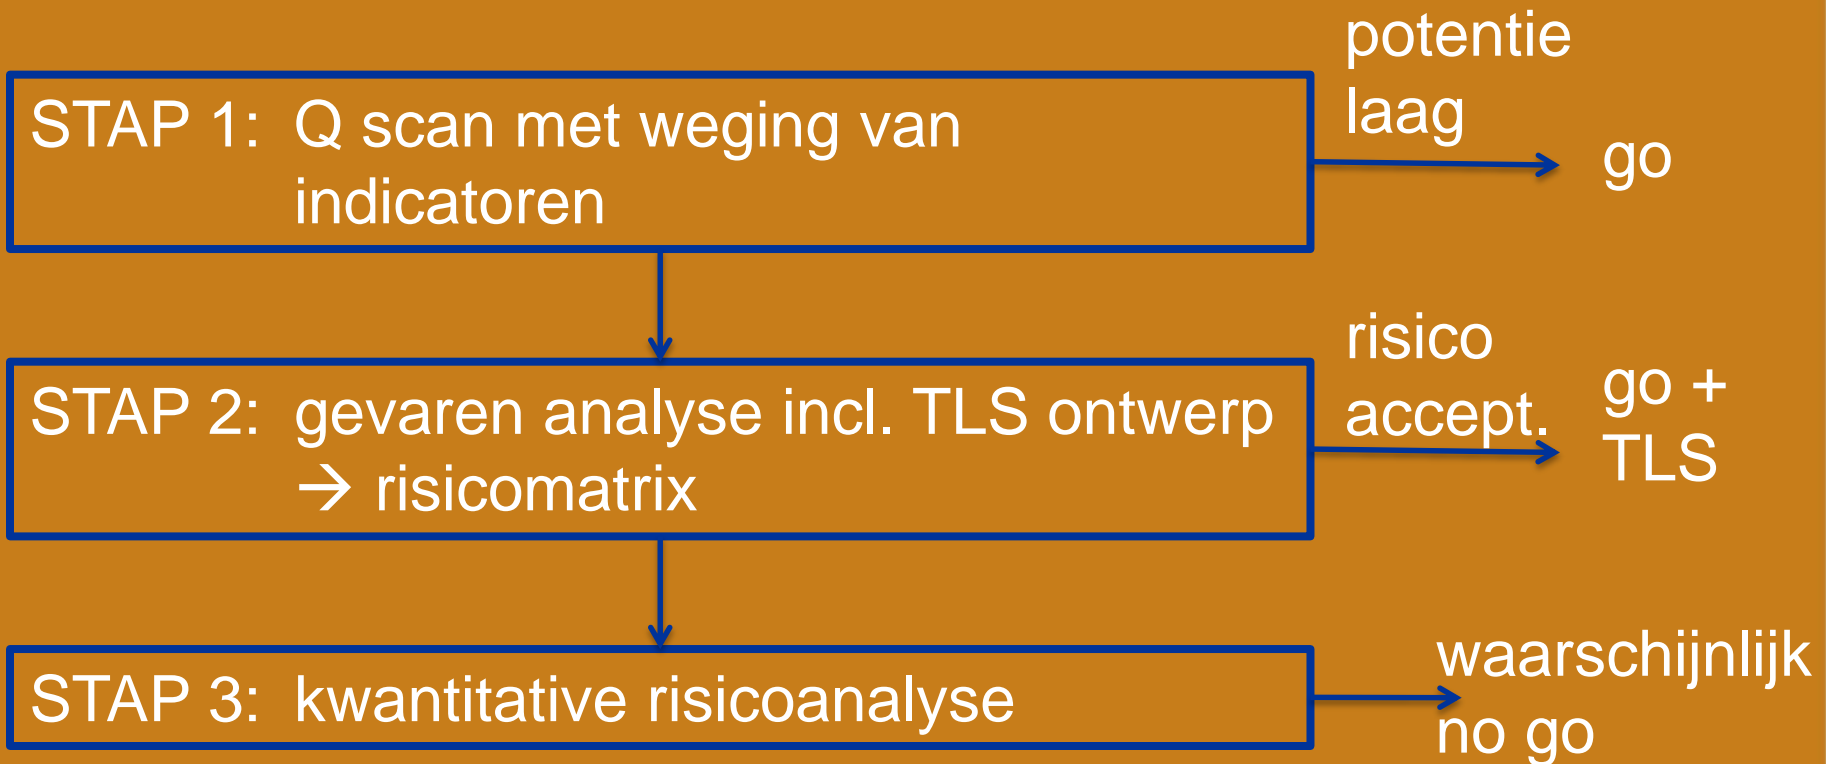 potentie
laag
STAP 1: Q scan met weging van
indicatoren
go
risico
accept.
STAP 2: gevaren analyse incl. TLS ontwerp
→ risicomatrix
go +
TLS
STAP 3: kwantitative risicoanalyse
waarschijnlijk
no go